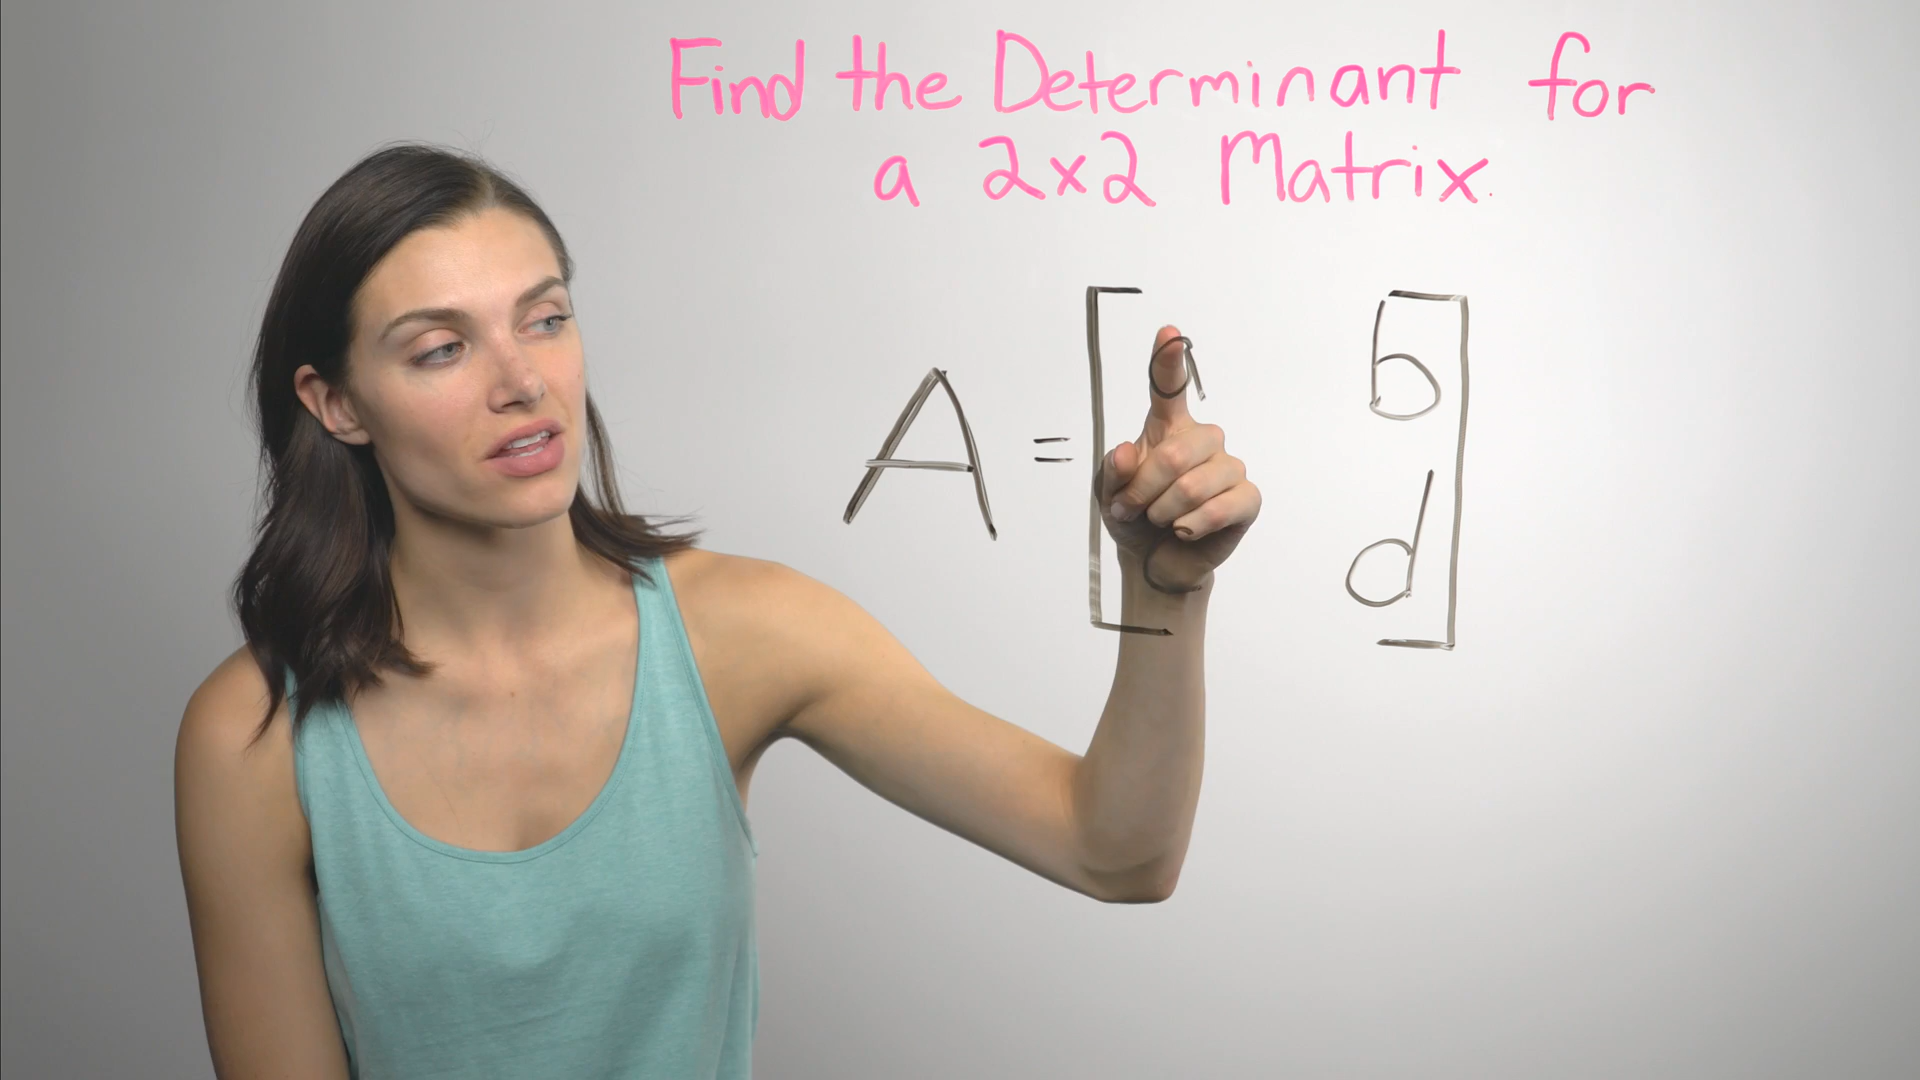 Find the Determinant for
a 2x2 Matrix.
A = [a b
c d]